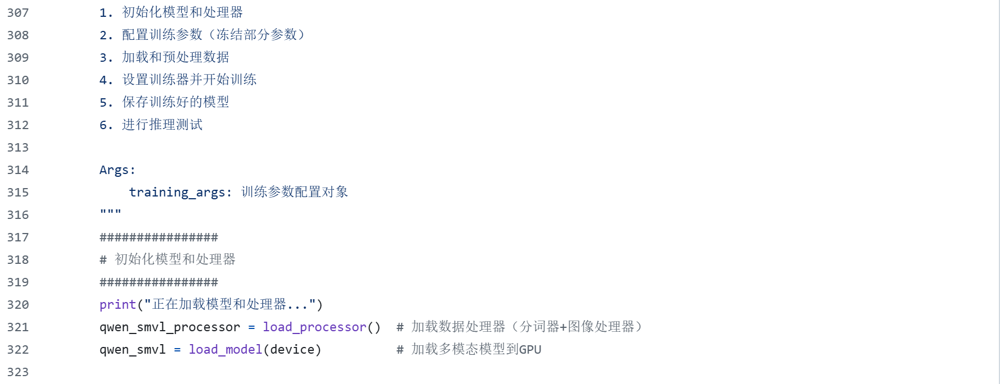 307 1. 初始化模型和处理器
308 2. 配置训练参数（冻结部分参数）
309 3. 加载和预处理数据
310 4. 设置训练器并开始训练
311 5. 保存训练好的模型
312 6. 进行推理测试
313
314 Args:
315 training_args: 训练参数配置对象
316 """
317 ################
318 # 初始化模型和处理器
319 ################
320 print("正在加载模型和处理器...")
321 qwen_smvl_processor = load_processor()  # 加载数据处理器（分词器+图像处理器）
322 qwen_smvl = load_model(device)          # 加载多模态模型到GPU
323